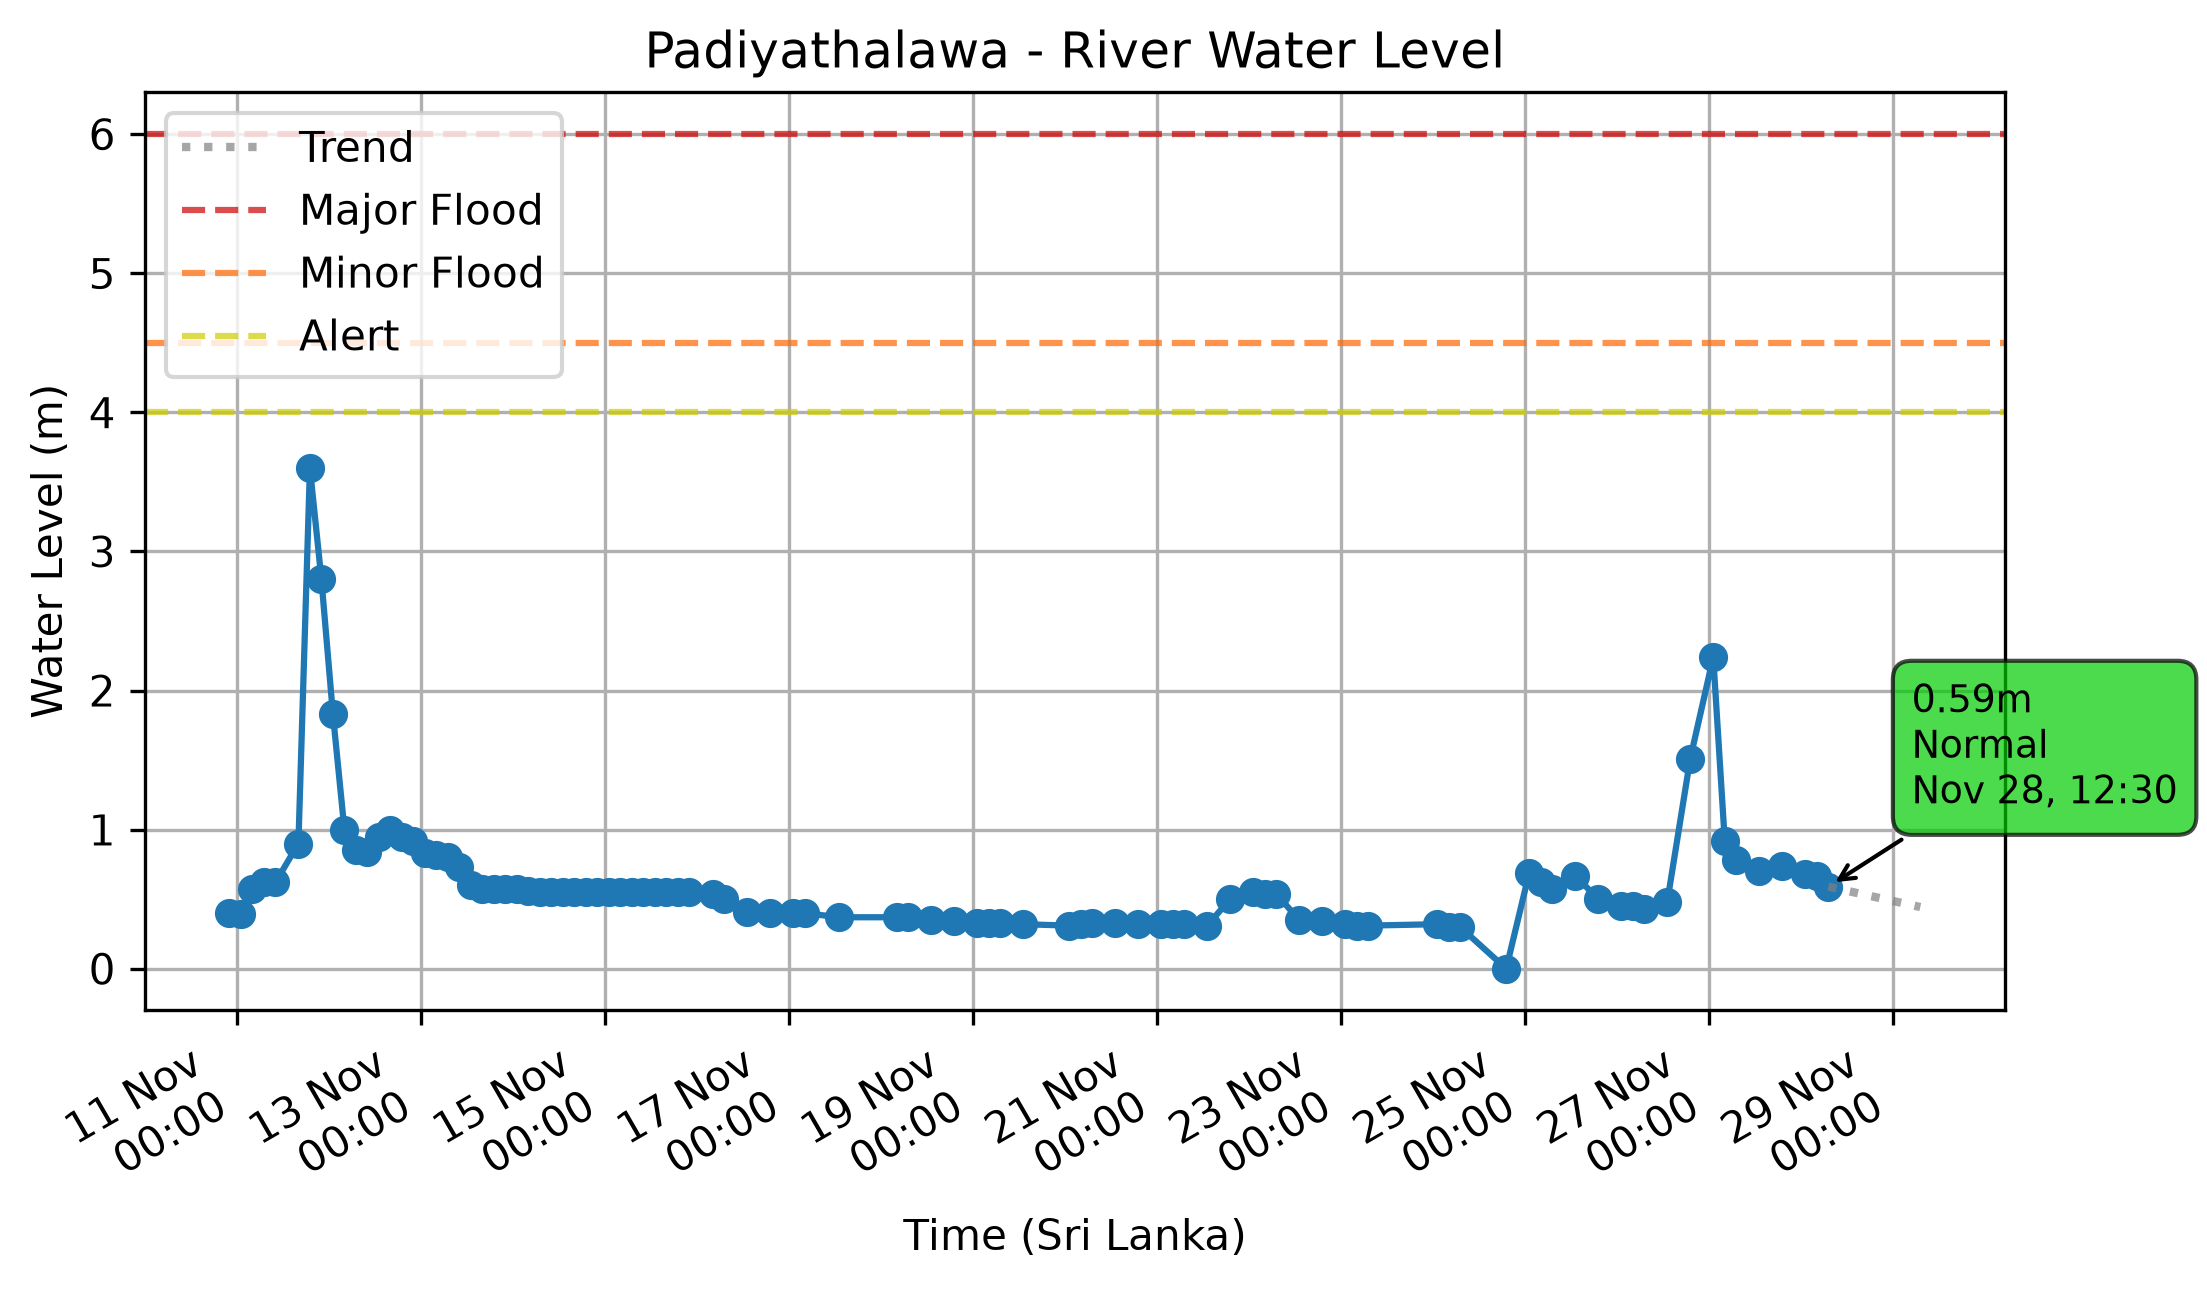 Padiyathalawa - River Water Level
Water Level (m)
6
5
4
3
2
1
0
Trend
Major Flood
Minor Flood
Alert
0.59m
Normal
Nov 28, 12:30
11 Nov
00:00
13 Nov
00:00
15 Nov
00:00
17 Nov
00:00
19 Nov
00:00
21 Nov
00:00
23 Nov
00:00
25 Nov
00:00
27 Nov
00:00
29 Nov
00:00
Time (Sri Lanka)